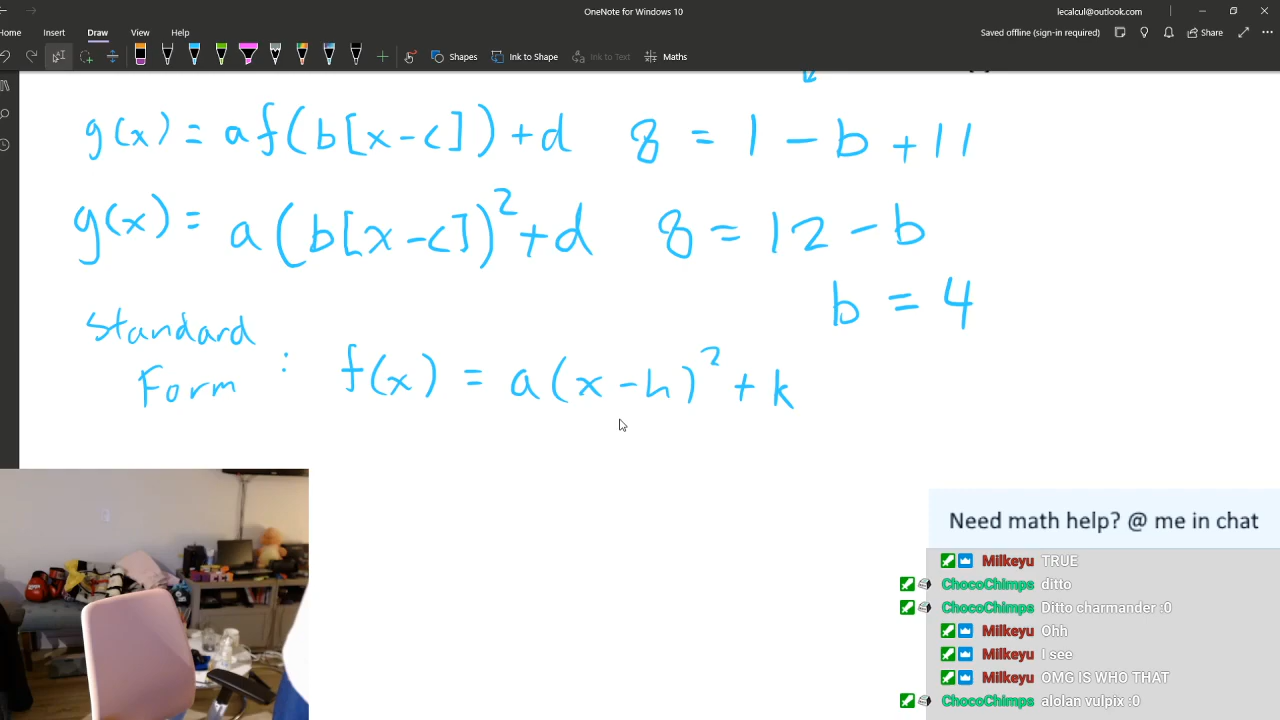 OneNote for Windows 10
lecalcul@outlook.com
Home Insert Draw View Help
Saved offline (sign-in required)
Share
Shapes
Ink to Shape
Ink to Text
Maths
g(x) = af(b[x-c])+d
8 = 1 - b + 11
g(x) = a(b[x-c])²+d
8 = 12 - b
b = 4
Standard
Form : f(x) = a(x-h)² + k
Need math help? @ me in chat
Milkeyu TRUE
ChocoChimps ditto
ChocoChimps Ditto charmander :0
Milkeyu Ohh
Milkeyu I see
Milkeyu OMG IS WHO THAT
ChocoChimps alolan vulpix :0